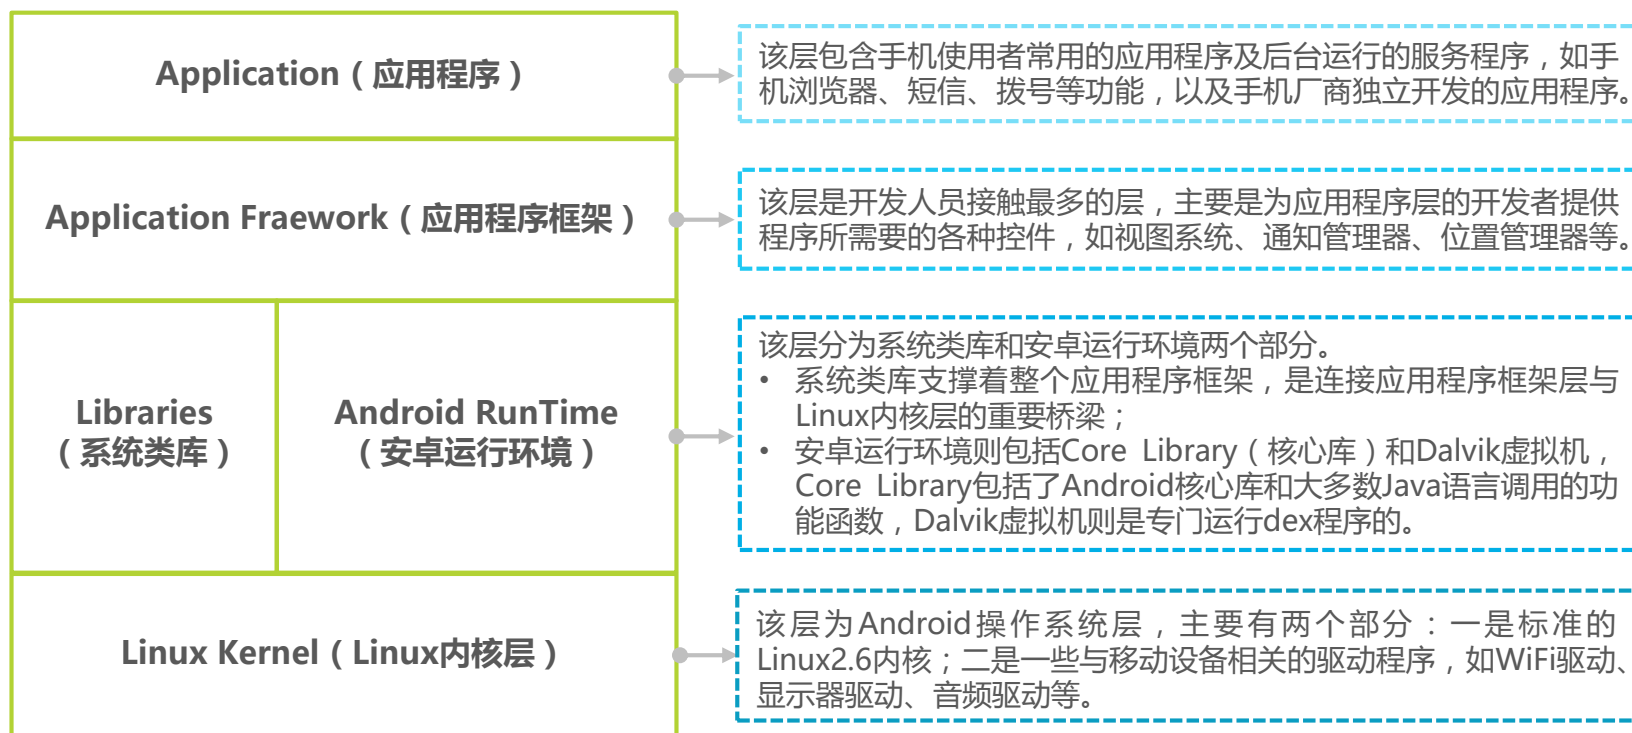 Application（应用程序）
该层包含手机使用者常用的应用程序及后台运行的服务程序，如手
机浏览器、短信、拨号等功能，以及手机厂商独立开发的应用程序。
Application Fraework（应用程序框架）
该层是开发人员接触最多的层，主要是为应用程序层的开发者提供
程序所需要的各种控件，如视图系统、通知管理器、位置管理器等。
Libraries
（系统类库）
Android RunTime
（安卓运行环境）
该层分为系统类库和安卓运行环境两个部分。
• 系统类库支撑着整个应用程序框架，是连接应用程序框架层与
Linux内核层的重要桥梁；
• 安卓运行环境则包括Core Library（核心库）和Dalvik虚拟机，
Core Library包括了Android核心库和大多数Java语言调用的功
能函数，Dalvik虚拟机则是专门运行dex程序的。
Linux Kernel（Linux内核层）
该层为Android操作系统层，主要有两个部分：一是标准的
Linux2.6内核；二是一些与移动设备相关的驱动程序，如WiFi驱动、
显示器驱动、音频驱动等。